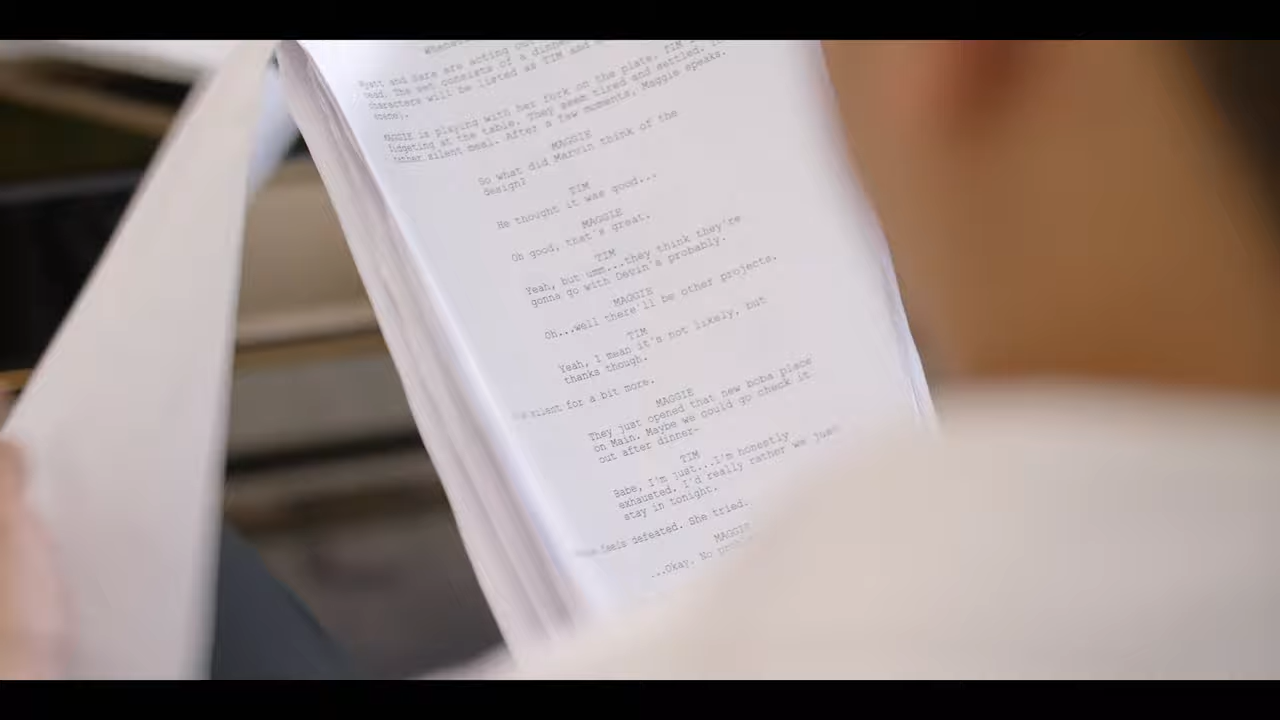 Wyatt and Sara are acting out
read. The set consists of a dinner
characters will be listed as TIM and
scene).
TIM
MAGGIE is playing with her fork on the plate.
fidgeting at the table. They seem tired and settled.
other silent meal. After a few moments, Maggie speaks.
MAGGIE
So what did Marvin think of the
design?
TIM
He thought it was good...
MAGGIE
Oh good, that's great.
TIM
Yeah, but umm...they think they're
gonna go with Devin's probably.
MAGGIE
Oh...well there'll be other projects.
TIM
Yeah, I mean it's not likely, but
thanks though.
silent for a bit more.
MAGGIE
They just opened that new boba place
on Main. Maybe we could go check it
out after dinner-
TIM
Babe, I'm just...I'm honestly
exhausted. I'd really rather we just
stay in tonight.
feels defeated. She tried.
MAGGIE
...Okay. No